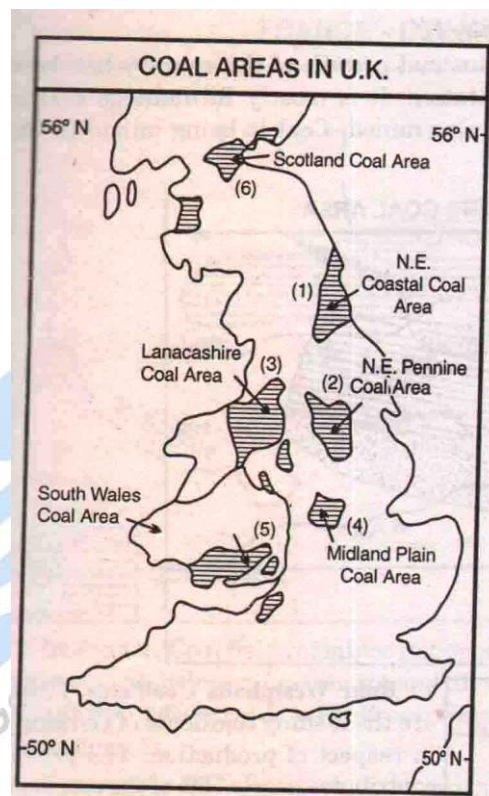 COAL AREAS IN U.K.
56° N
56° N
Scotland Coal Area
(6)
N.E.
Coastal Coal
Area
(1)
Lanacashire
Coal Area
(3)
N.E. Pennine
Coal Area
(2)
South Wales
Coal Area
(5)
(4)
Midland Plain
Coal Area
50° N
50° N